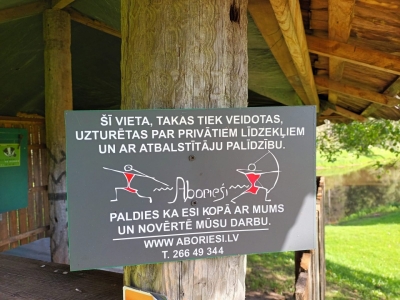 ŠĪ VIETA, TAKAS TIEK VEIDOTAS,
UZTURĒTAS PAR PRIVĀTIEM LĪDZEKĻIEM
UN AR ATBALSTĪTĀJU PALĪDZĪBU.
Aborieši
PALDIES KA ESI KOPĀ AR MUMS
UN NOVĒRTĒ MŪSU DARBU.
WWW.ABORIESI.LV
T. 266 49 344